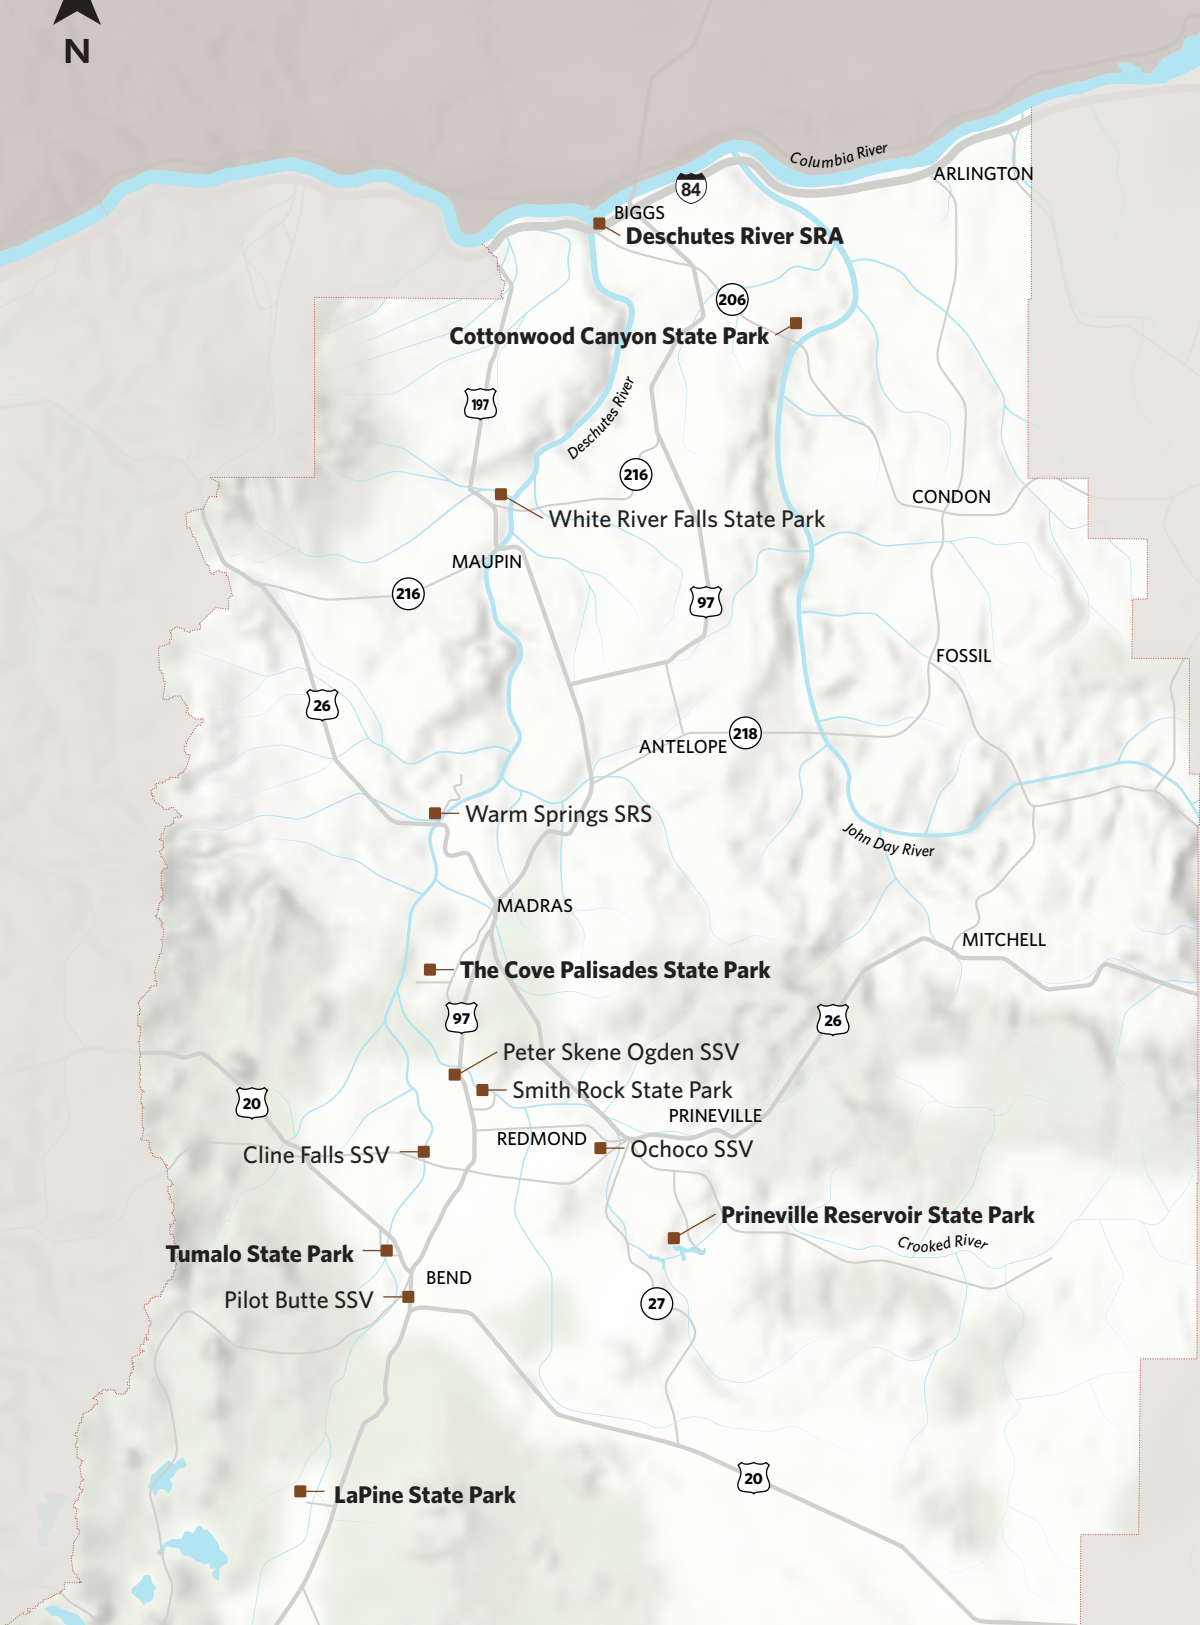 N
Columbia River
ARLINGTON
84
BIGGS
Deschutes River SRA
206
Cottonwood Canyon State Park
197
Deschutes River
216
CONDON
White River Falls State Park
MAUPIN
216
97
FOSSIL
26
218
ANTELOPE
Warm Springs SRS
John Day River
MADRAS
MITCHELL
The Cove Palisades State Park
97
26
Peter Skene Ogden SSV
Smith Rock State Park
20
PRINEVILLE
REDMOND
Ochoco SSV
Cline Falls SSV
Prineville Reservoir State Park
Crooked River
Tumalo State Park
BEND
Pilot Butte SSV
27
20
LaPine State Park